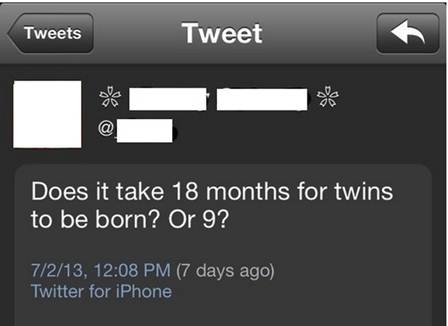 Tweets
Tweet
@
Does it take 18 months for twins
to be born? Or 9?
7/2/13, 12:08 PM (7 days ago)
Twitter for iPhone